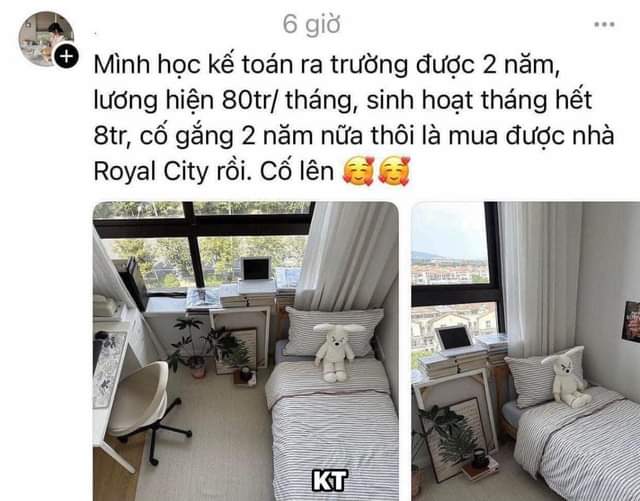 6 giờ
Mình học kế toán ra trường được 2 năm,
lương hiện 80tr/ tháng, sinh hoạt tháng hết
8tr, cố gắng 2 năm nữa thôi là mua được nhà
Royal City rồi. Cố lên 🥰🥰
KT